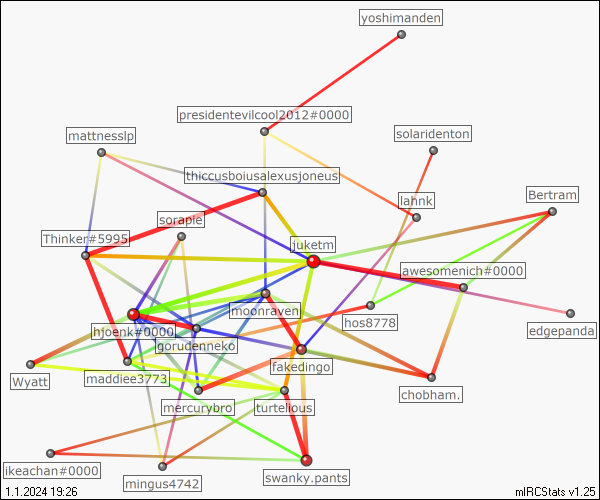 yoshimanden
presidentevilcool2012#0000
solaridenton
mattnesslp
thiccusboiusalexusjoneus
Bertram
lahnk
sorapie
Thinker#5995
juketm
awesomenich#0000
moonraven
hjoenk#0000
hos8778
edgepanda
gorudenneko
fakedingo
Wyatt
maddiee3773
chobham.
mercurybro
turtelious
ikeachan#0000
swanky.pants
mingus4742
1.1.2024 19:26
mIRCStats v1.25